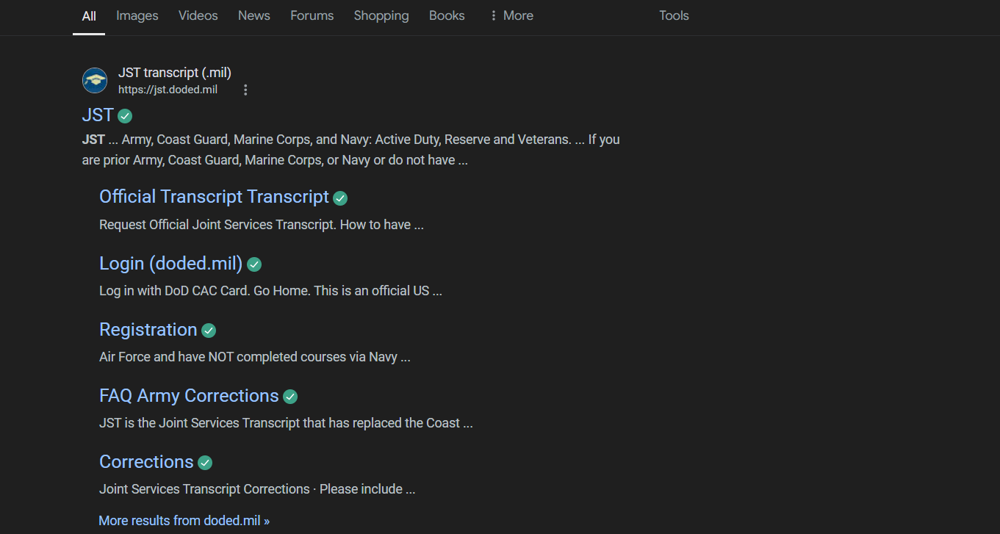 All Images Videos News Forums Shopping Books More Tools
JST transcript (.mil)
https://jst.doded.mil
JST
JST ... Army, Coast Guard, Marine Corps, and Navy: Active Duty, Reserve and Veterans. ... If you
are prior Army, Coast Guard, Marine Corps, or Navy or do not have ...
Official Transcript Transcript
Request Official Joint Services Transcript. How to have ...
Login (doded.mil)
Log in with DoD CAC Card. Go Home. This is an official US ...
Registration
Air Force and have NOT completed courses via Navy ...
FAQ Army Corrections
JST is the Joint Services Transcript that has replaced the Coast ...
Corrections
Joint Services Transcript Corrections · Please include ...
More results from doded.mil »